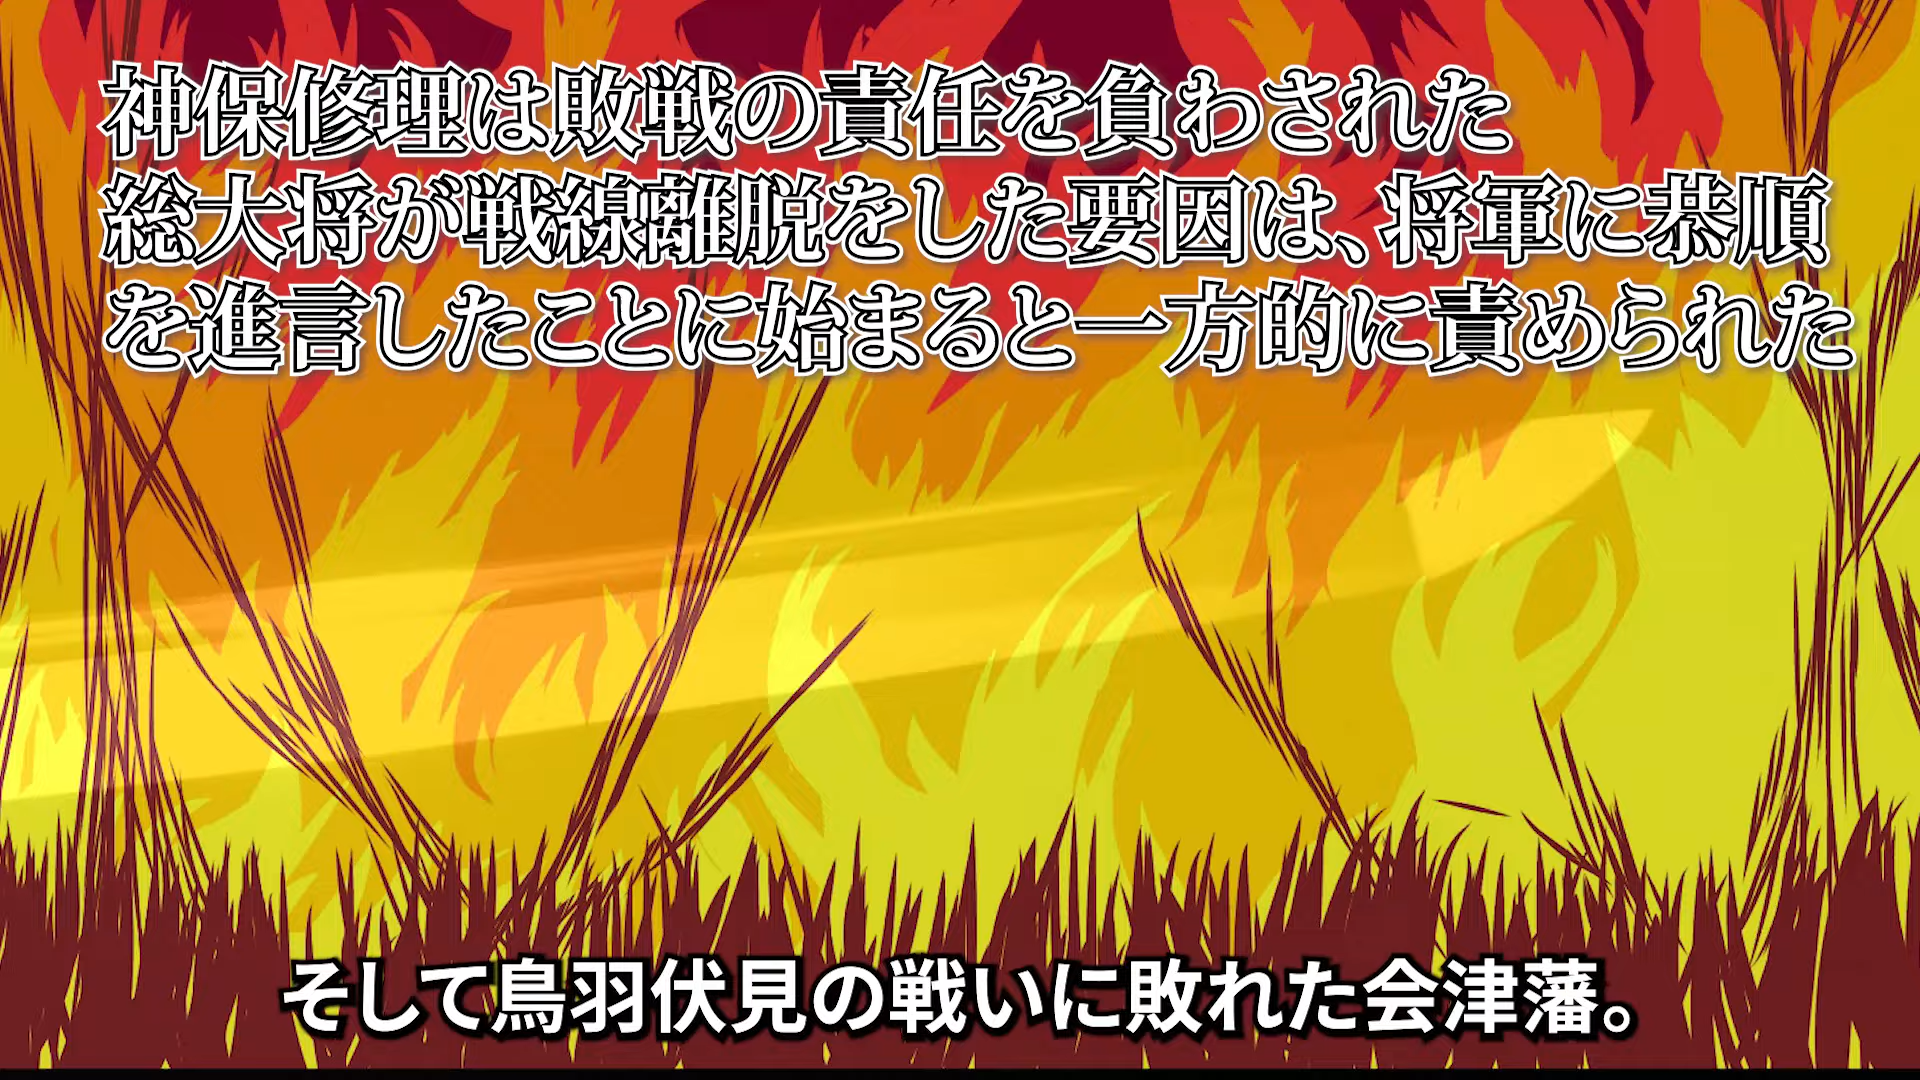 神保修理は敗戦の責任を負わされた
総大将が戦線離脱をした要因は、将軍に恭順
を進言したことに始まると一方的に責められた
そして鳥羽伏見の戦いに敗れた会津藩。